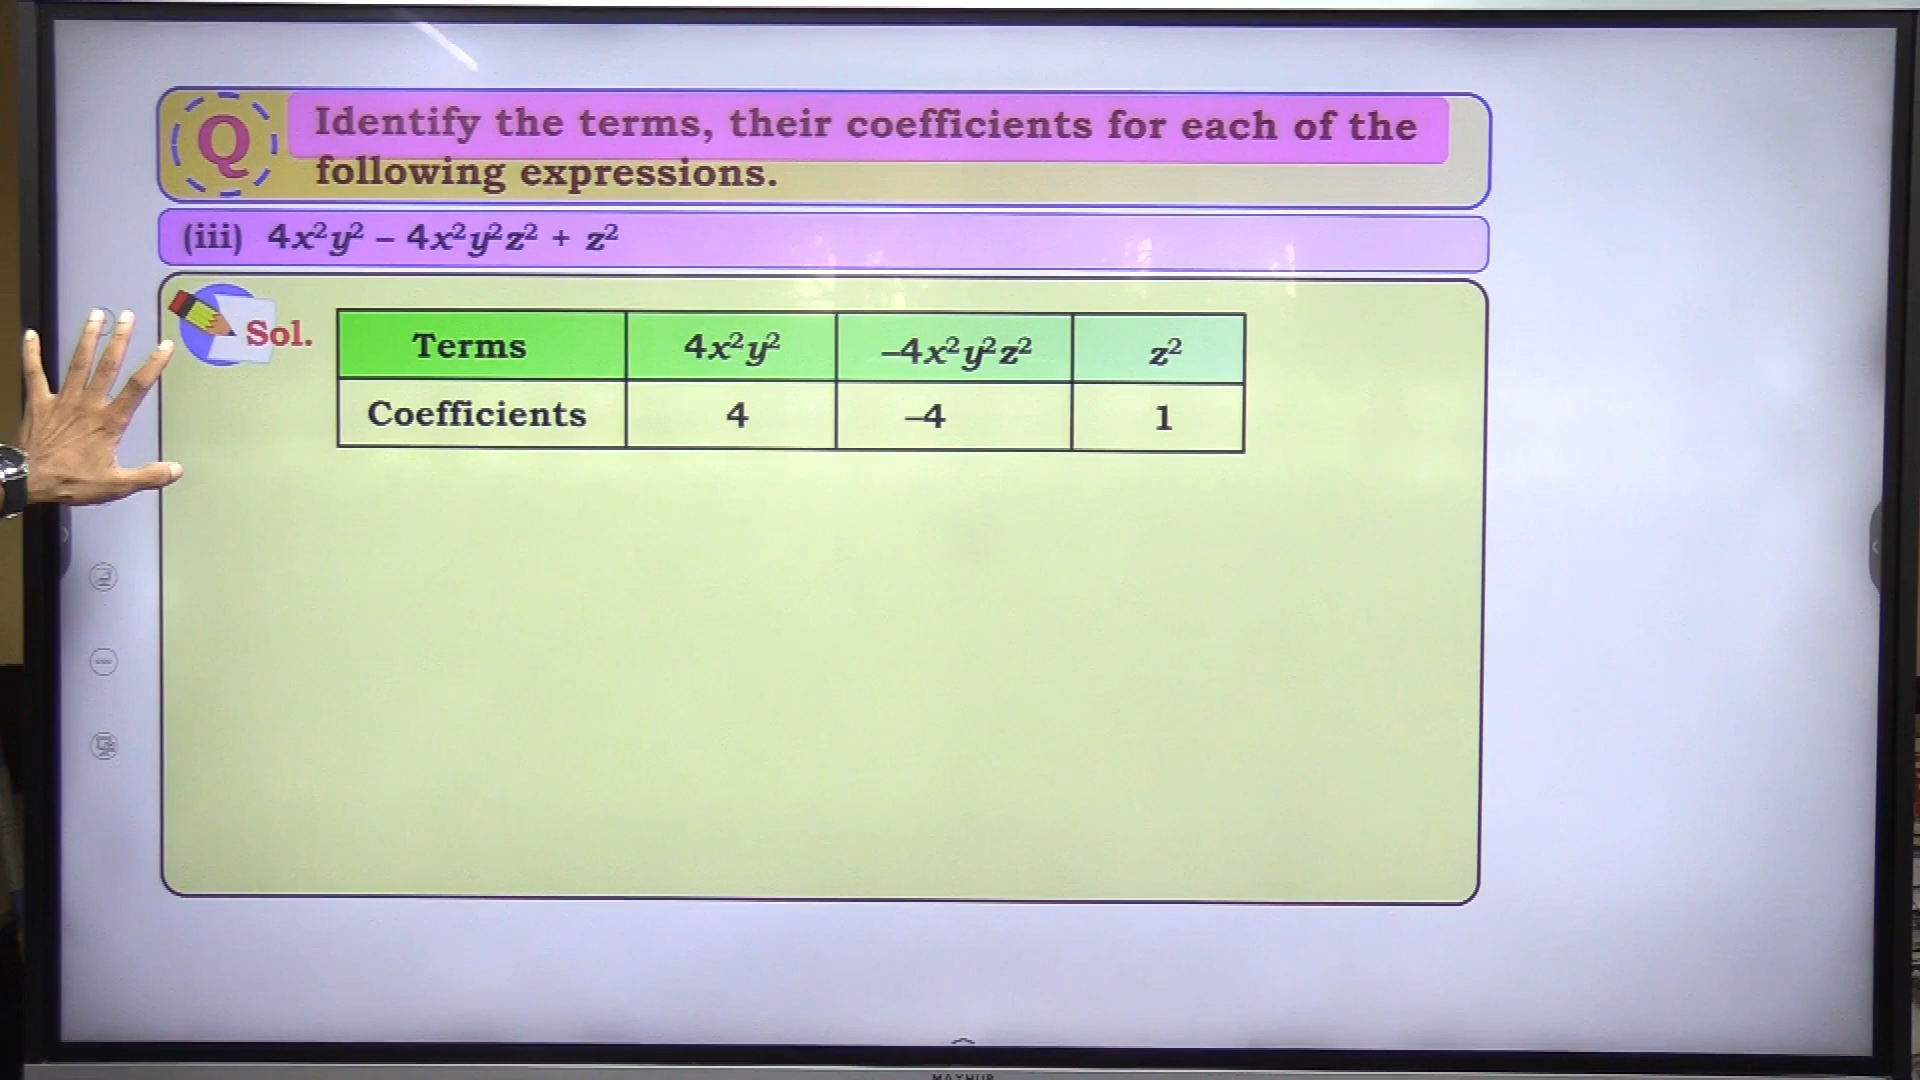 Q Identify the terms, their coefficients for each of the
following expressions.
(iii) 4x²y² – 4x²y²z² + z²
Sol.
Terms 4x²y² –4x²y²z² z²
Coefficients 4 –4 1